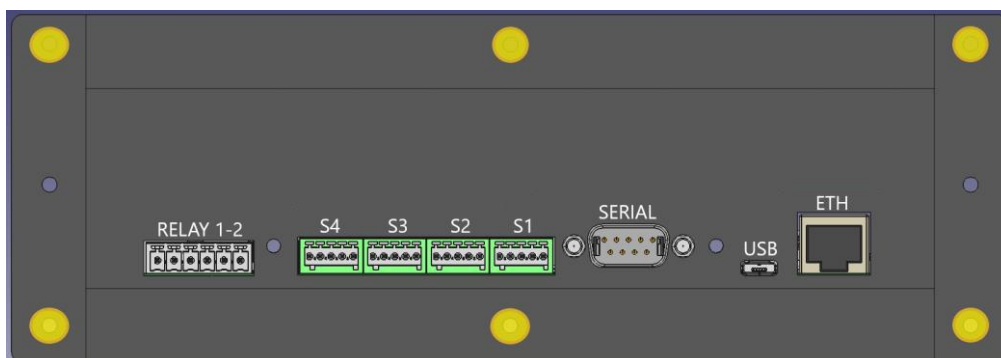 RELAY 1-2
S4
S3
S2
S1
SERIAL
USB
ETH